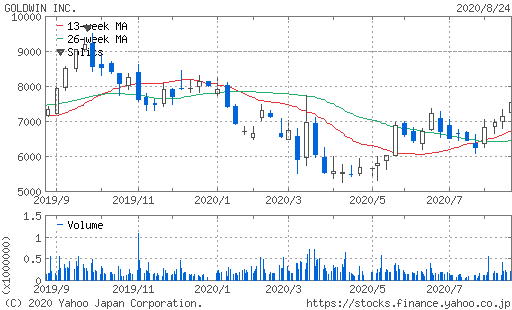 GOLDWIN INC. 2020/8/24
10000
13-week MA
26-week MA
Splits
9000
8000
7000
6000
5000
2019/9 2019/11 2020/1 2020/3 2020/5 2020/7
1.5
Volume
1
0.5
0
(x1000000)
2019/9 2019/11 2020/1 2020/3 2020/5 2020/7
(C) 2020 Yahoo Japan Corporation. https://stocks.finance.yahoo.co.jp